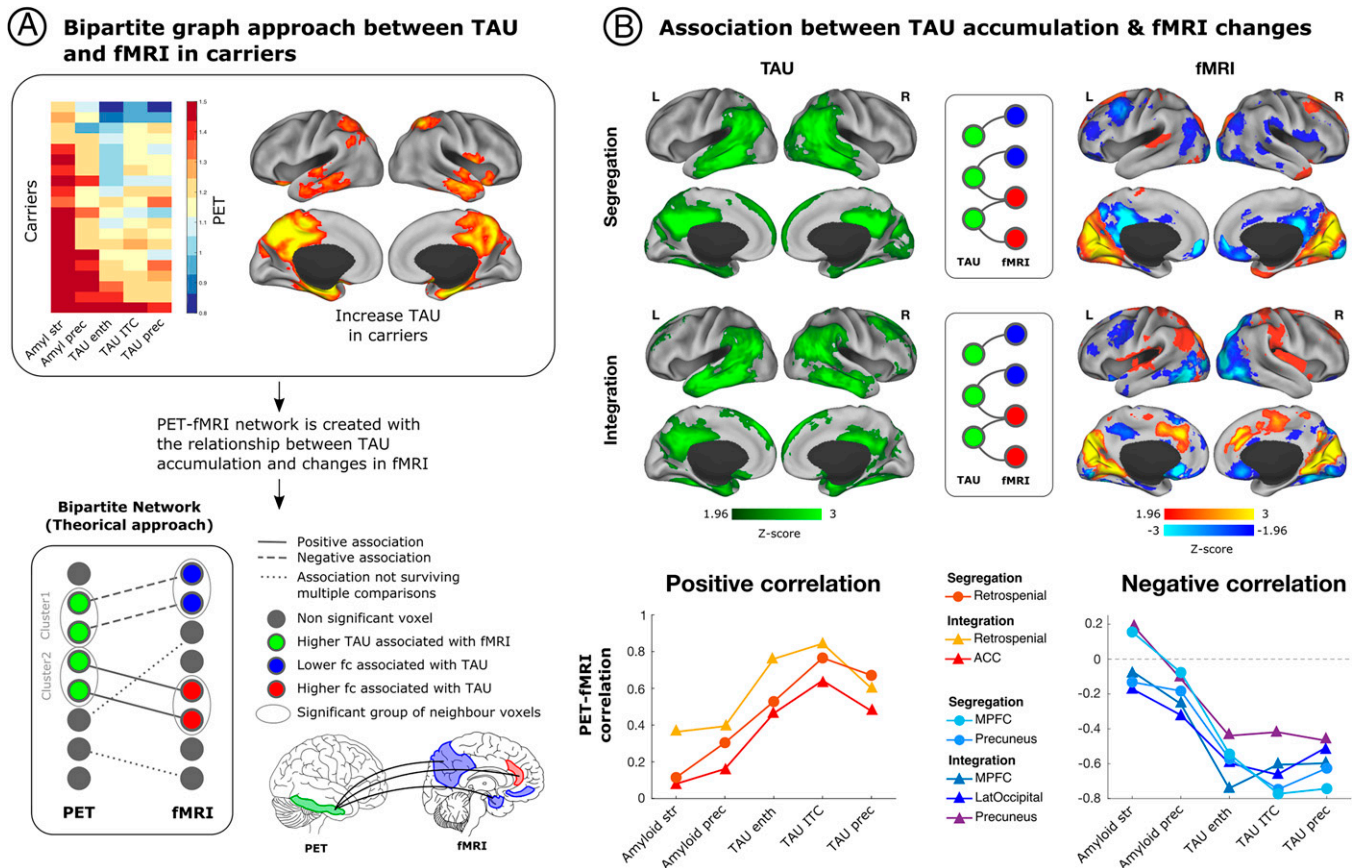 A Bipartite graph approach between TAU
and fMRI in carriers
Carriers
1.5
1.4
1.3
1.2
1.1
1
0.9
0.8
PET
Amyl str
Amyl prec
TAU enth
TAU ITC
TAU prec
Increase TAU
in carriers
PET-fMRI network is created with
the relationship between TAU
accumulation and changes in fMRI
Bipartite Network
(Theorical approach)
Cluster1
Cluster2
PET
fMRI
Positive association
Negative association
Association not surviving
multiple comparisons
Non significant voxel
Higher TAU associated with fMRI
Lower fc associated with TAU
Higher fc associated with TAU
Significant group of neighbour voxels
PET
fMRI
B Association between TAU accumulation & fMRI changes
TAU
fMRI
L
R
L
R
Segregation
TAU fMRI
L
R
L
R
Integration
TAU fMRI
1.96 3
Z-score
1.96 3
-3 -1.96
Z-score
Positive correlation
PET-fMRI
correlation
1
0.8
0.6
0.4
0.2
0
Amyloid str
Amyloid prec
TAU enth
TAU ITC
TAU prec
Segregation
Retrospenial
Integration
Retrospenial
ACC
Segregation
MPFC
Precuneus
Integration
MPFC
LatOccipital
Precuneus
Negative correlation
0.2
0
-0.2
-0.4
-0.6
-0.8
Amyloid str
Amyloid prec
TAU enth
TAU ITC
TAU prec